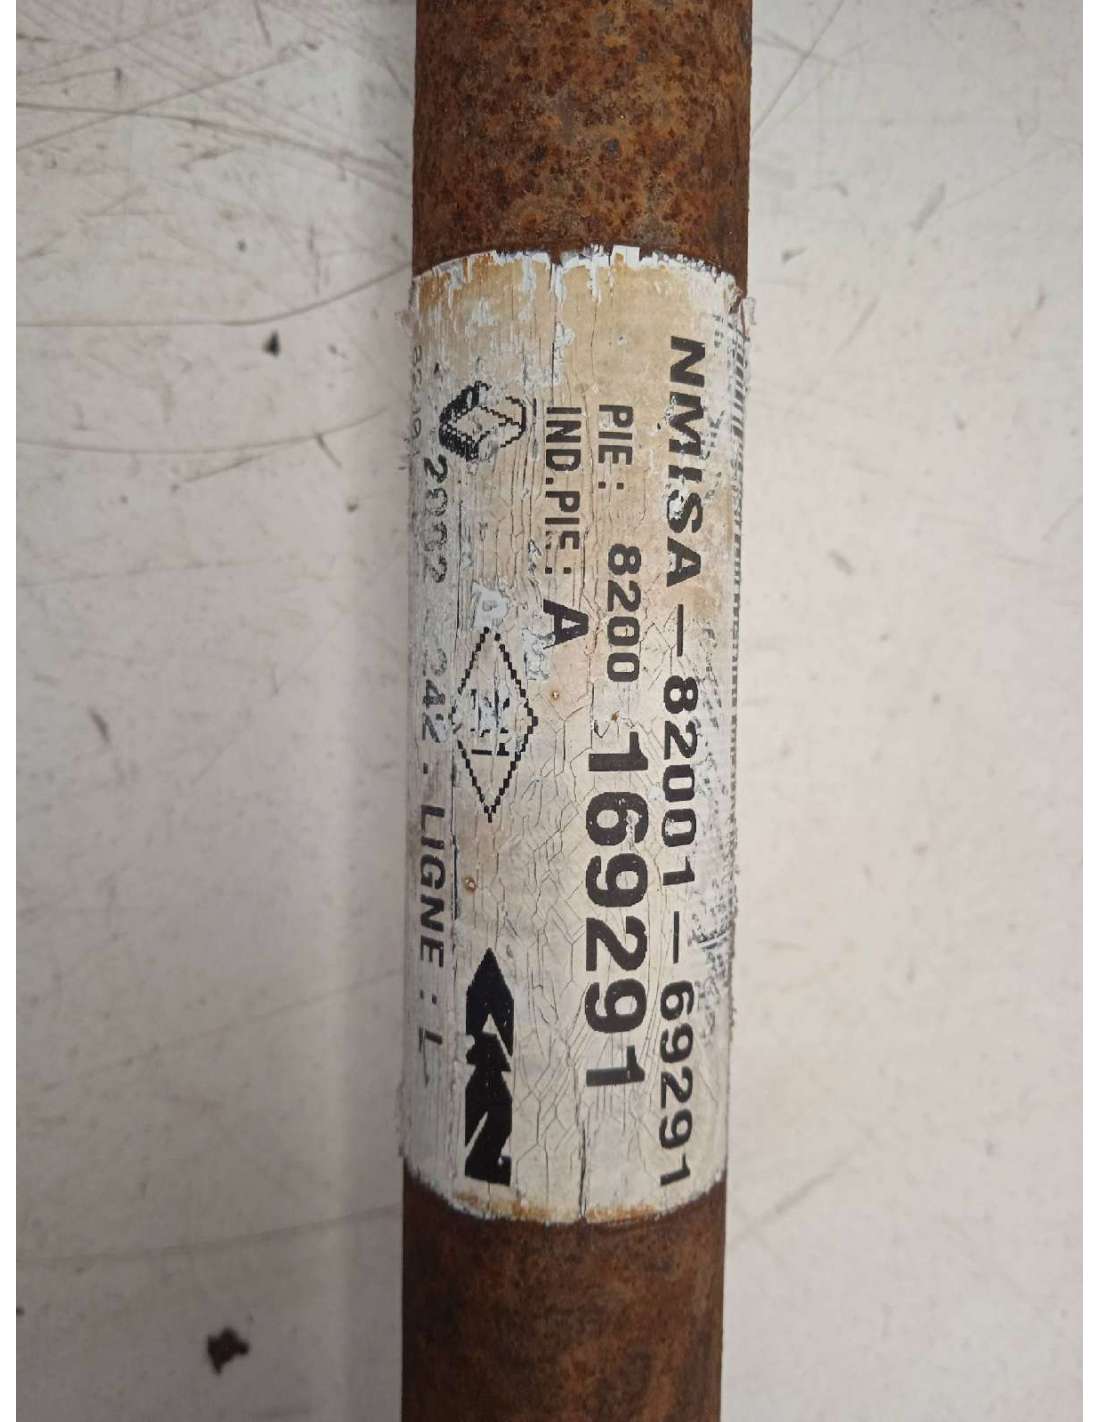 NMISA-82001-69291
PIE: 8200 169291
IND.PIE: A
2002 242. LIGNE: L